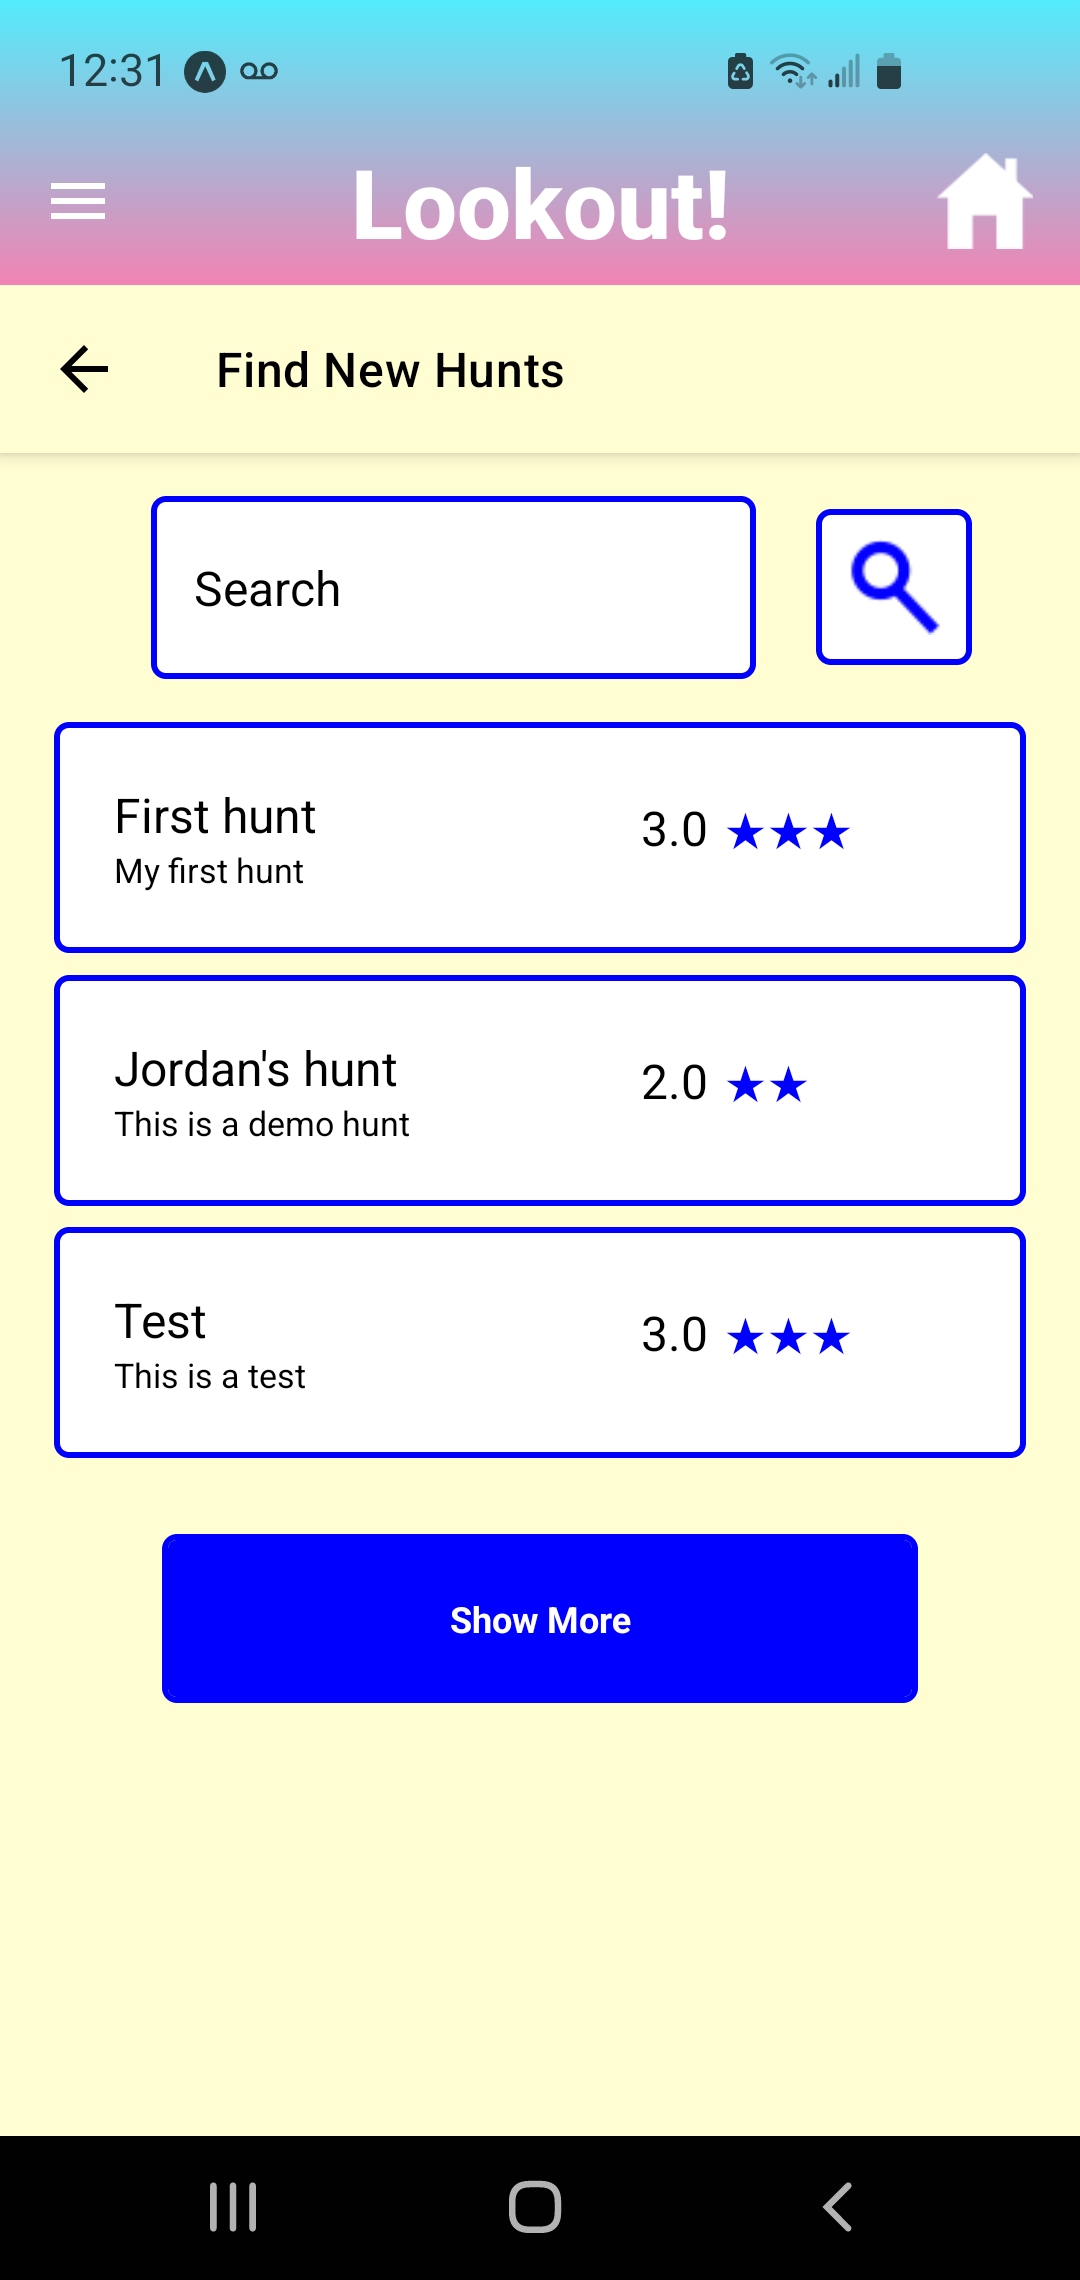 12:31
Lookout!
Find New Hunts
Search
First hunt
3.0 ★★★
My first hunt
Jordan's hunt
2.0 ★★
This is a demo hunt
Test
3.0 ★★★
This is a test
Show More